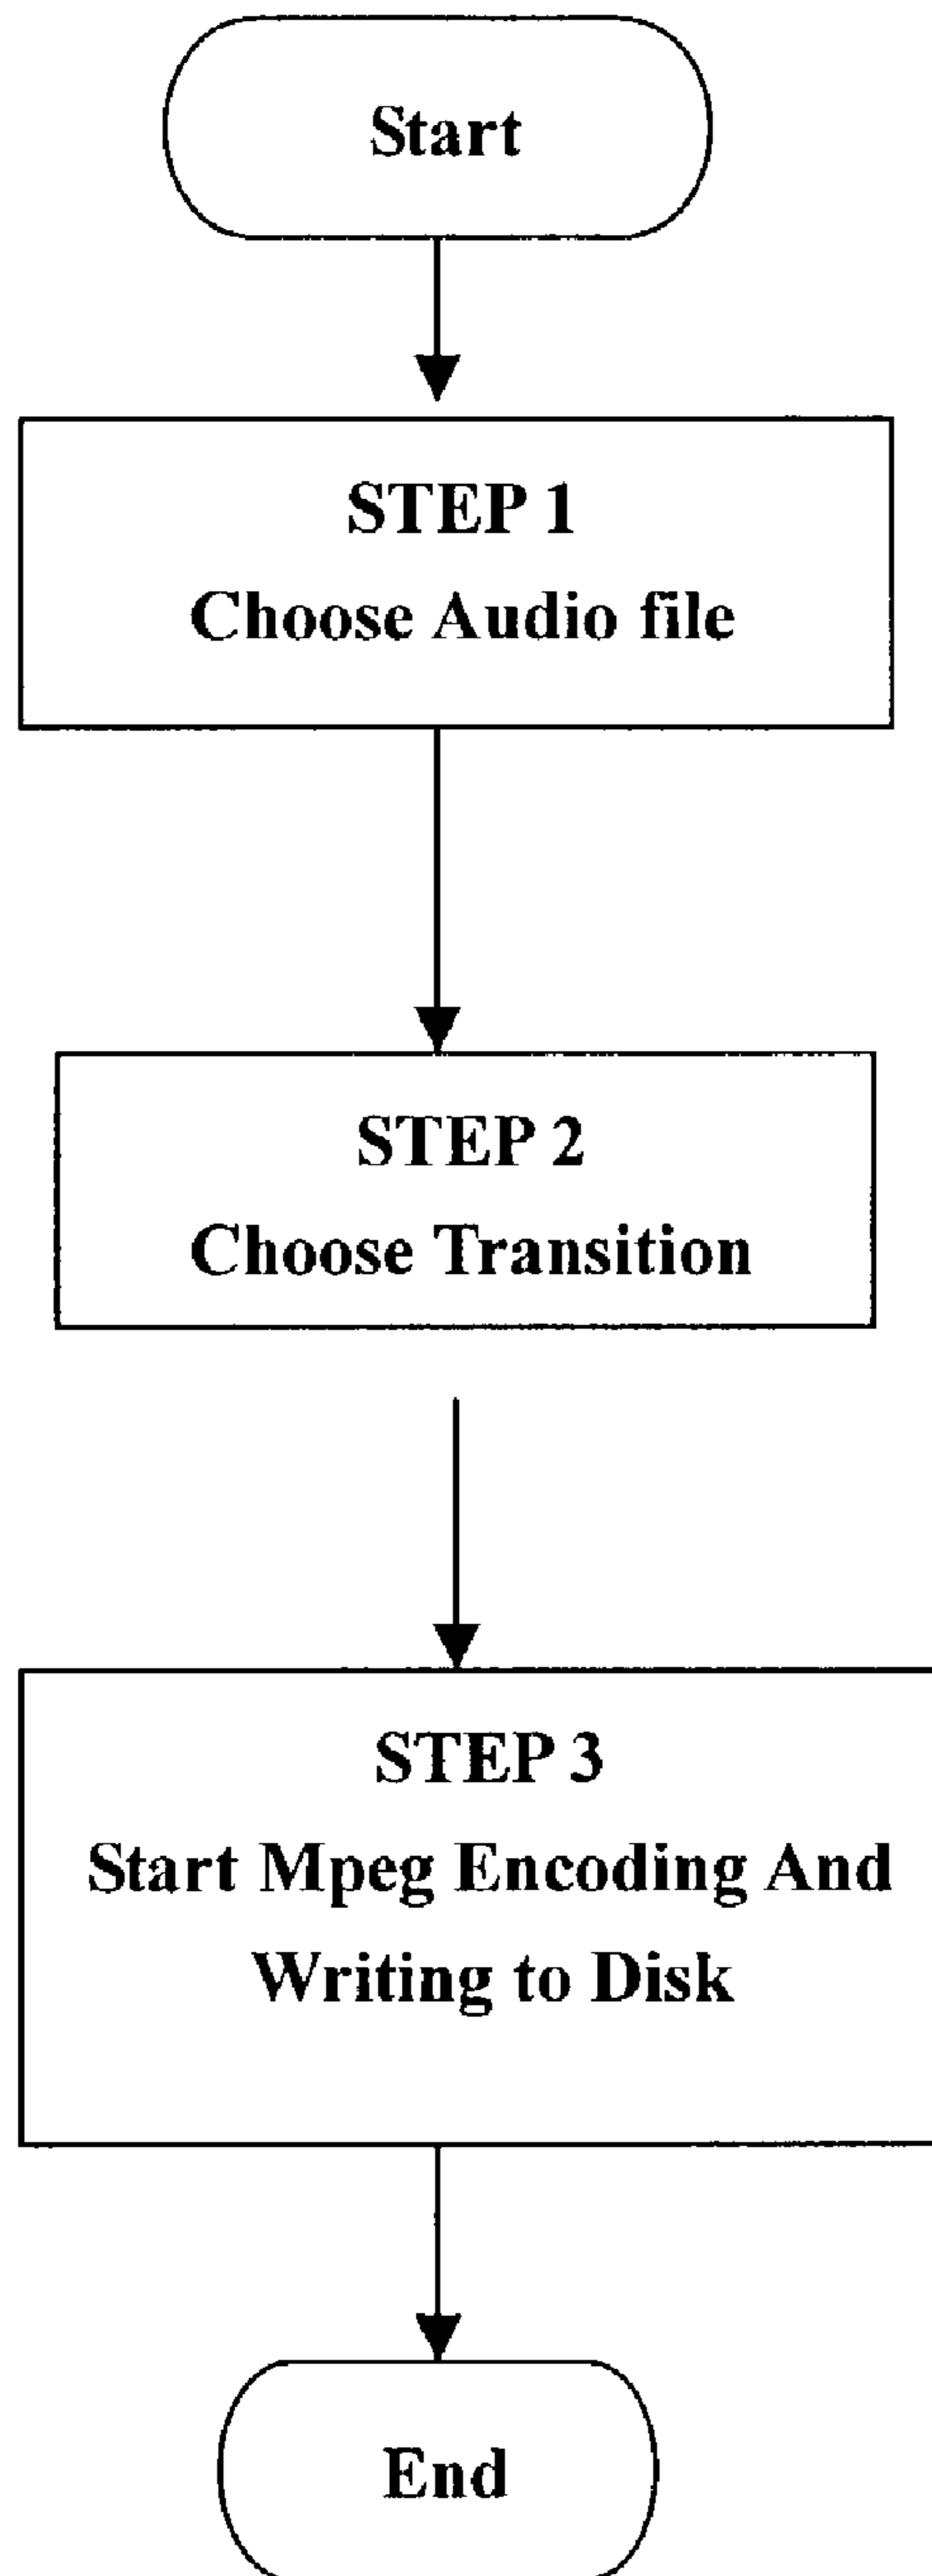 Start
STEP 1
Choose Audio file
STEP 2
Choose Transition
STEP 3
Start Mpeg Encoding And
Writing to Disk
End